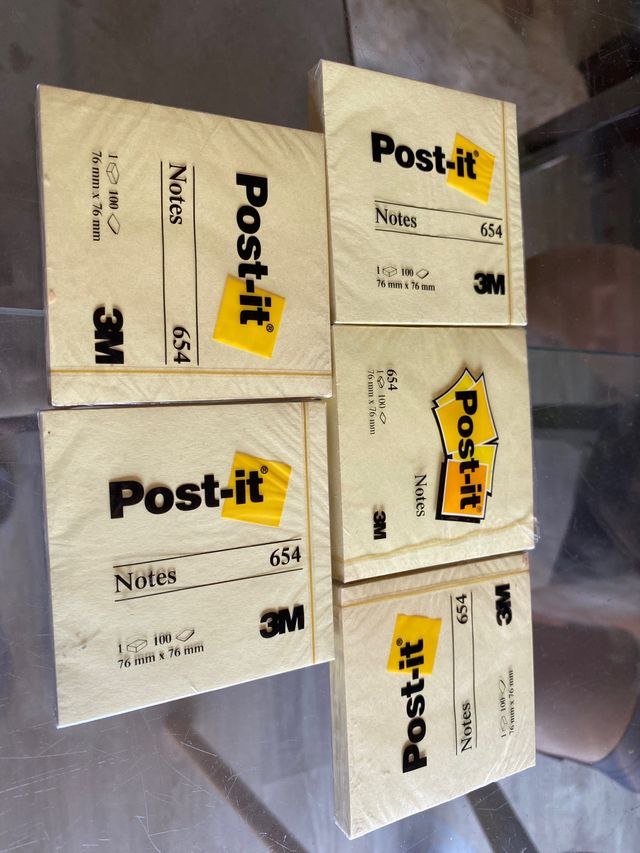 Post-it®
Notes 654
1 100
76 mm x 76 mm
3M
Post-it®
Notes 654
1 100
76 mm x 76 mm
3M
Post-it®
Notes
654
1 100
76 mm x 76 mm
3M
Post-it®
Notes 654
1 100
76 mm x 76 mm
3M
Post-it®
Notes 654
1 100
76 mm x 76 mm
3M